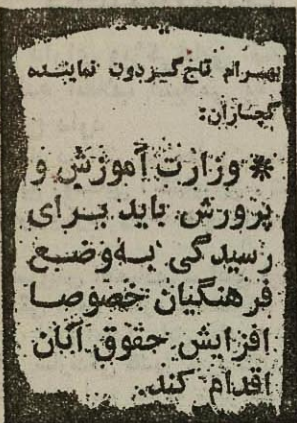 بهرام تاج‌گردون نماینده
گچساران:
* وزارت آموزش و
پرورش باید برای
رسیدگی به‌وضع
فرهنگیان خصوصا
افزایش حقوق آنان
اقدام کند.